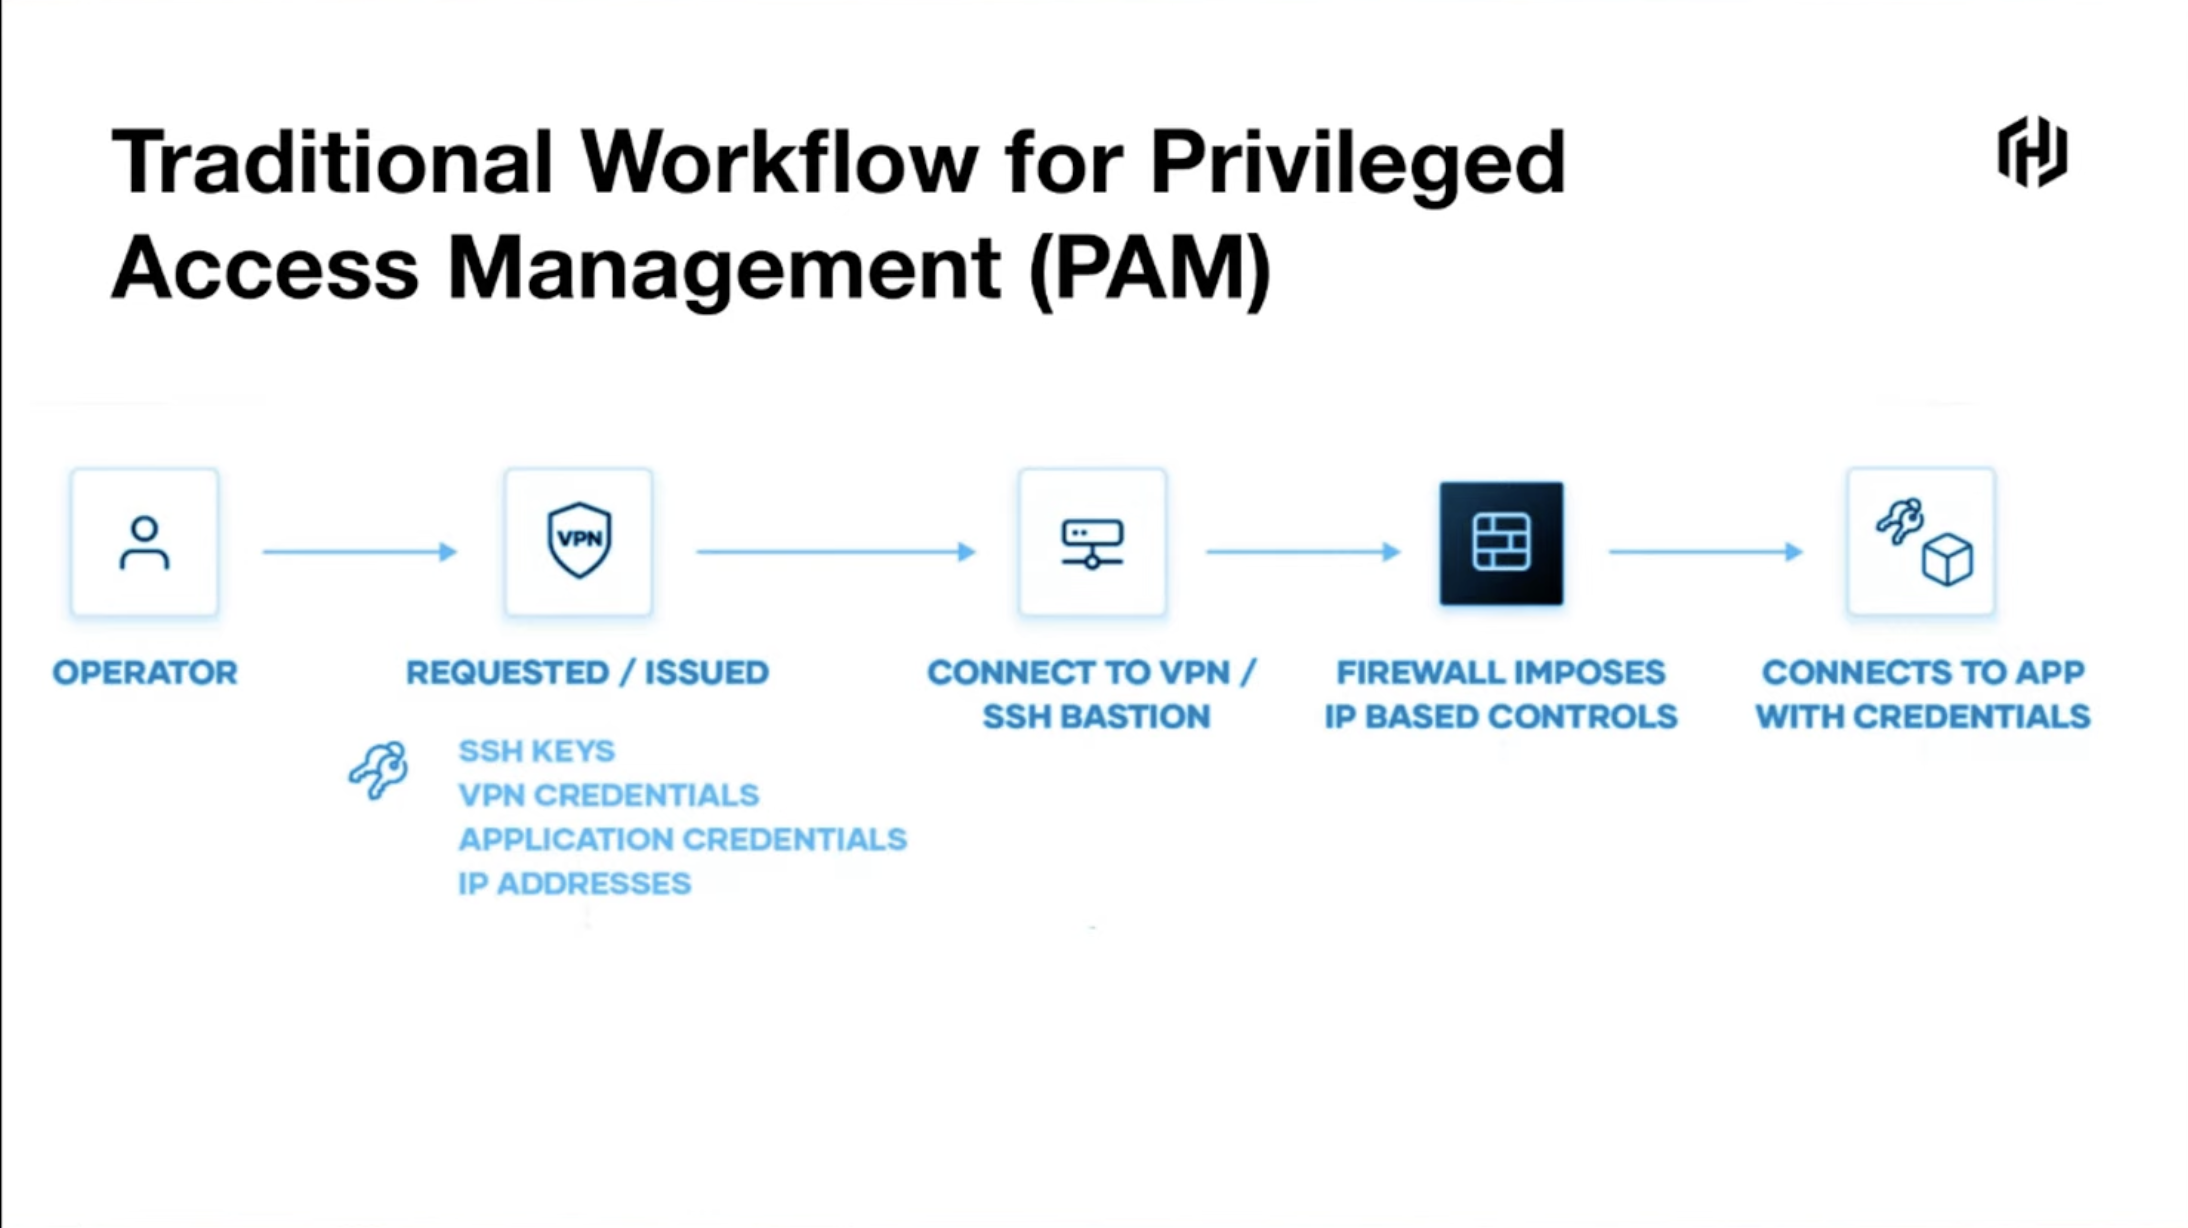 Traditional Workflow for Privileged
Access Management (PAM)
VPN
OPERATOR
REQUESTED / ISSUED
SSH KEYS
VPN CREDENTIALS
APPLICATION CREDENTIALS
IP ADDRESSES
CONNECT TO VPN /
SSH BASTION
FIREWALL IMPOSES
IP BASED CONTROLS
CONNECTS TO APP
WITH CREDENTIALS